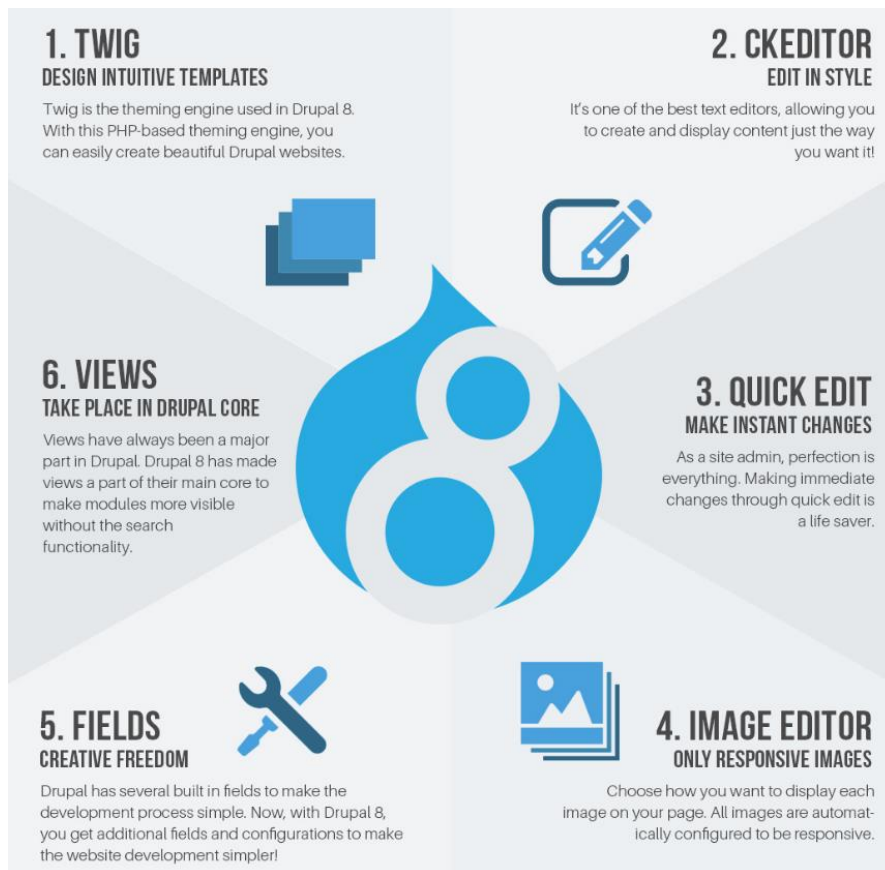 1. TWIG
DESIGN INTUITIVE TEMPLATES
Twig is the theming engine used in Drupal 8.
With this PHP-based theming engine, you
can easily create beautiful Drupal websites.
2. CKEDITOR
EDIT IN STYLE
It's one of the best text editors, allowing you
to create and display content just the way
you want it!
8
3. QUICK EDIT
MAKE INSTANT CHANGES
As a site admin, perfection is
everything. Making immediate
changes through quick edit is
a life saver.
4. IMAGE EDITOR
ONLY RESPONSIVE IMAGES
Choose how you want to display each
image on your page. All images are automat-
ically configured to be responsive.
5. FIELDS
CREATIVE FREEDOM
Drupal has several built in fields to make the
development process simple. Now, with Drupal 8,
you get additional fields and configurations to make
the website development simpler!
6. VIEWS
TAKE PLACE IN DRUPAL CORE
Views have always been a major
part in Drupal. Drupal 8 has made
views a part of their main core to
make modules more visible
without the search
functionality.